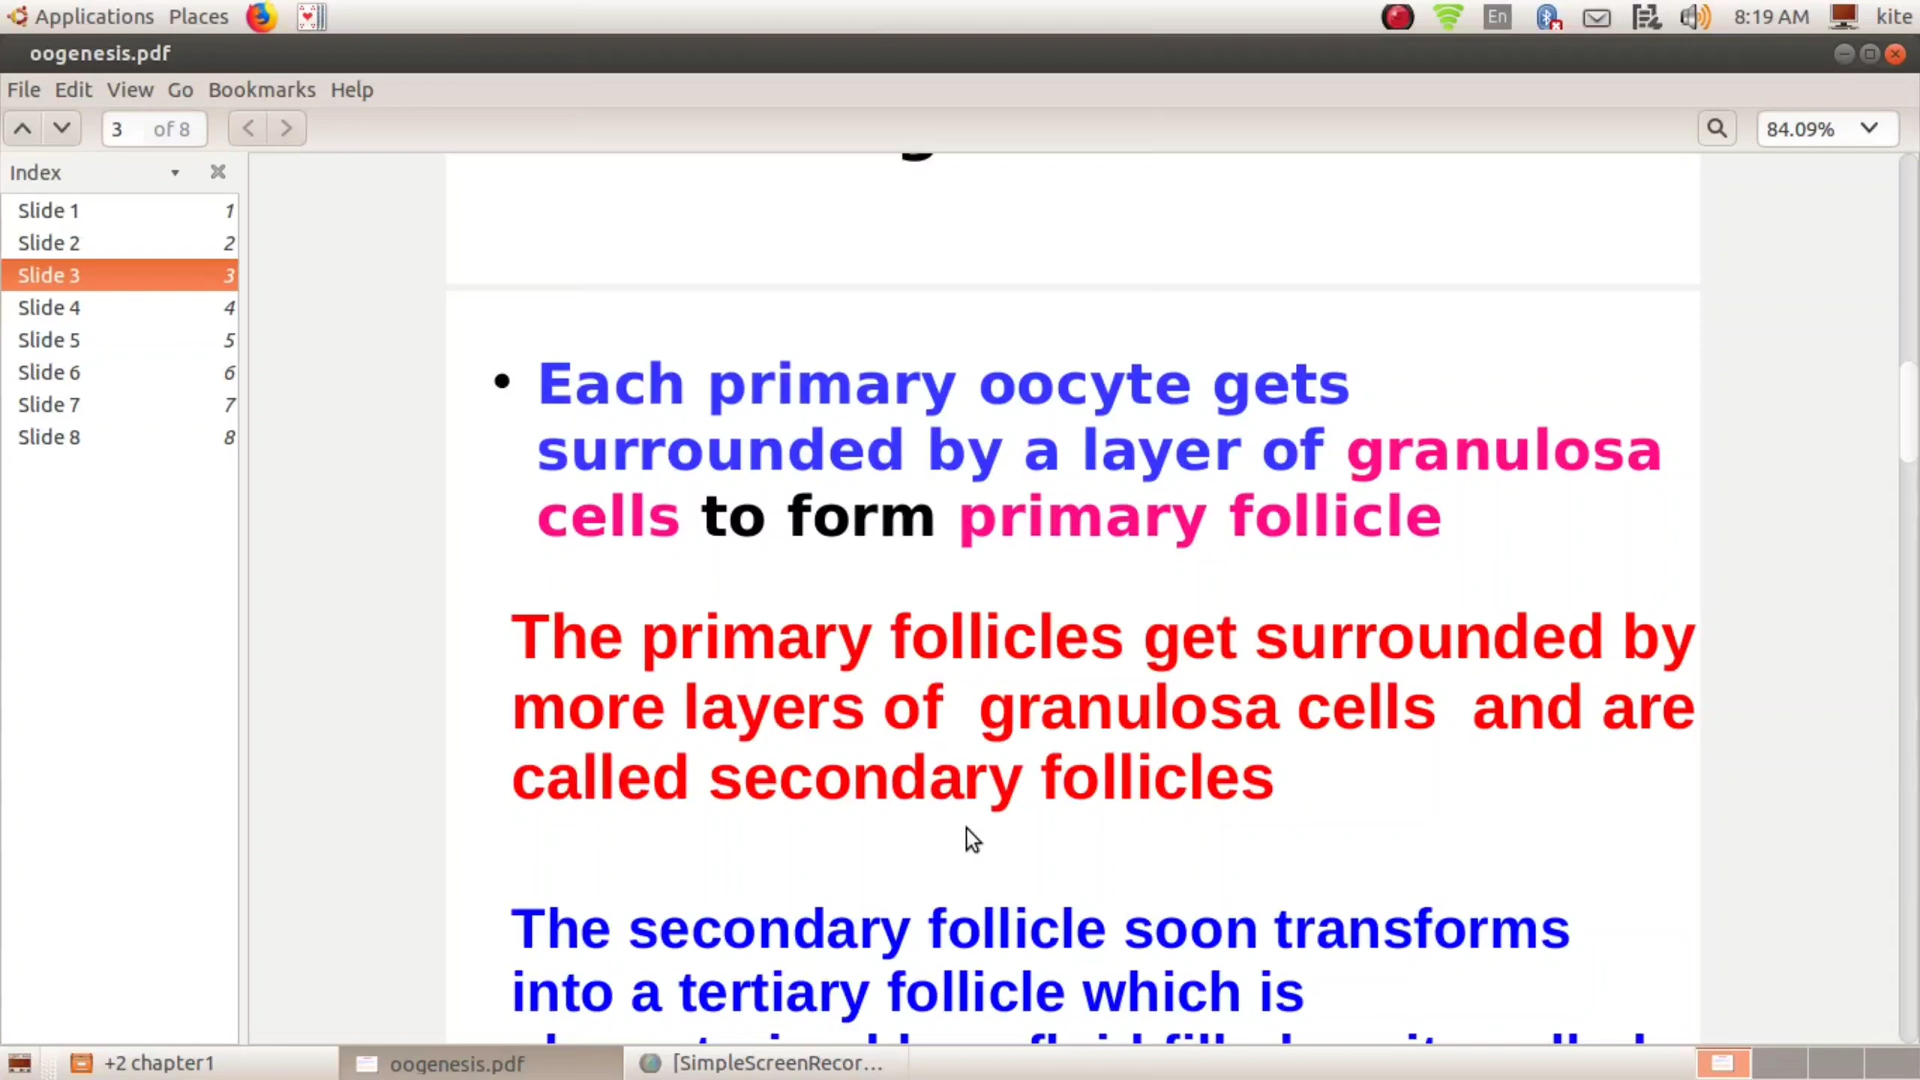 Applications Places En 8:19 AM kite
oogenesis.pdf
File Edit View Go Bookmarks Help
3 of 8 84.09%
Index
Slide 1 1
Slide 2 2
Slide 3 3
Slide 4 4
Slide 5 5
Slide 6 6
Slide 7 7
Slide 8 8
• Each primary oocyte gets
surrounded by a layer of granulosa
cells to form primary follicle
The primary follicles get surrounded by
more layers of granulosa cells and are
called secondary follicles
The secondary follicle soon transforms
into a tertiary follicle which is
+2 chapter1 oogenesis.pdf [SimpleScreenRecor...